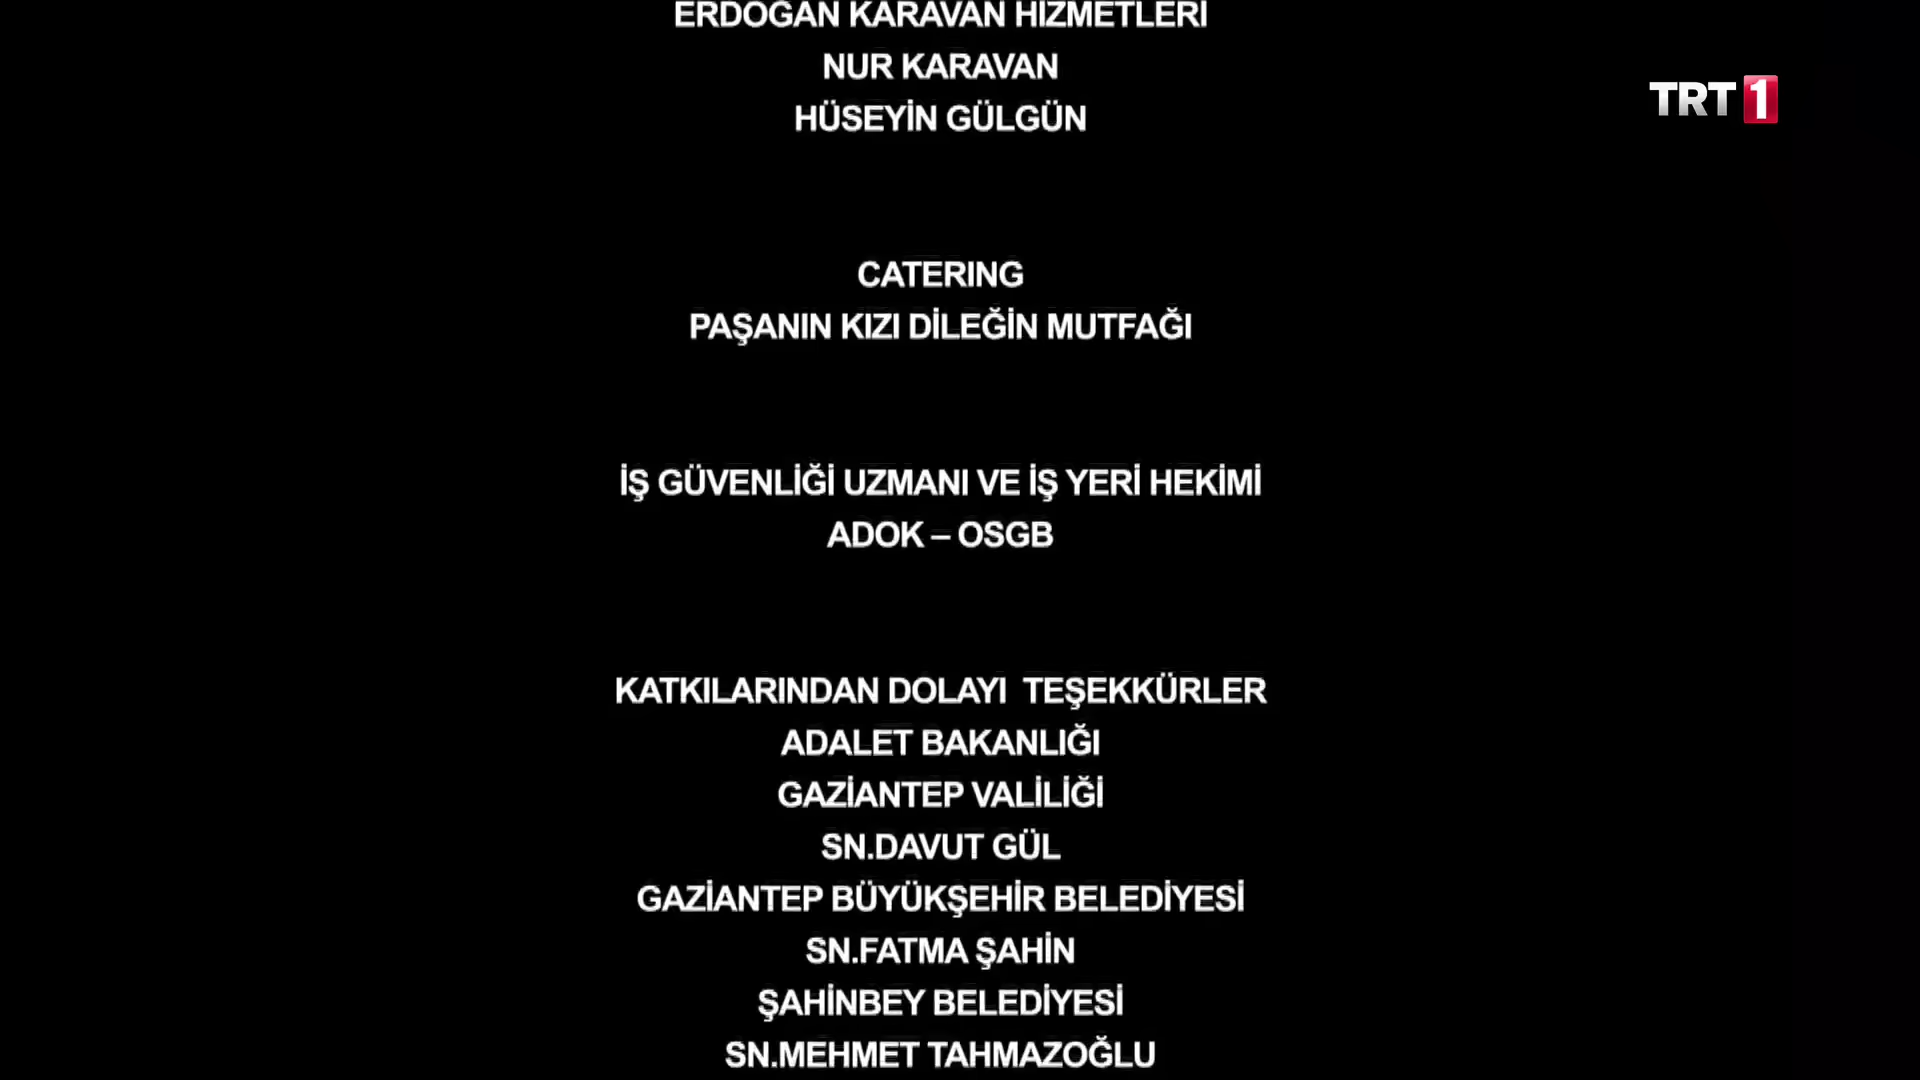 ERDOĞAN KARAVAN HİZMETLERİ
NUR KARAVAN
HÜSEYİN GÜLGÜN
TRT 1
CATERING
PAŞANIN KIZI DİLEĞİN MUTFAĞI
İŞ GÜVENLİĞİ UZMANI VE İŞ YERİ HEKİMİ
ADOK – OSGB
KATKILARINDAN DOLAYI  TEŞEKKÜRLER
ADALET BAKANLIĞI
GAZİANTEP VALİLİĞİ
SN.DAVUT GÜL
GAZİANTEP BÜYÜKŞEHİR BELEDİYESİ
SN.FATMA ŞAHİN
ŞAHİNBEY BELEDİYESİ
SN.MEHMET TAHMAZOĞLU